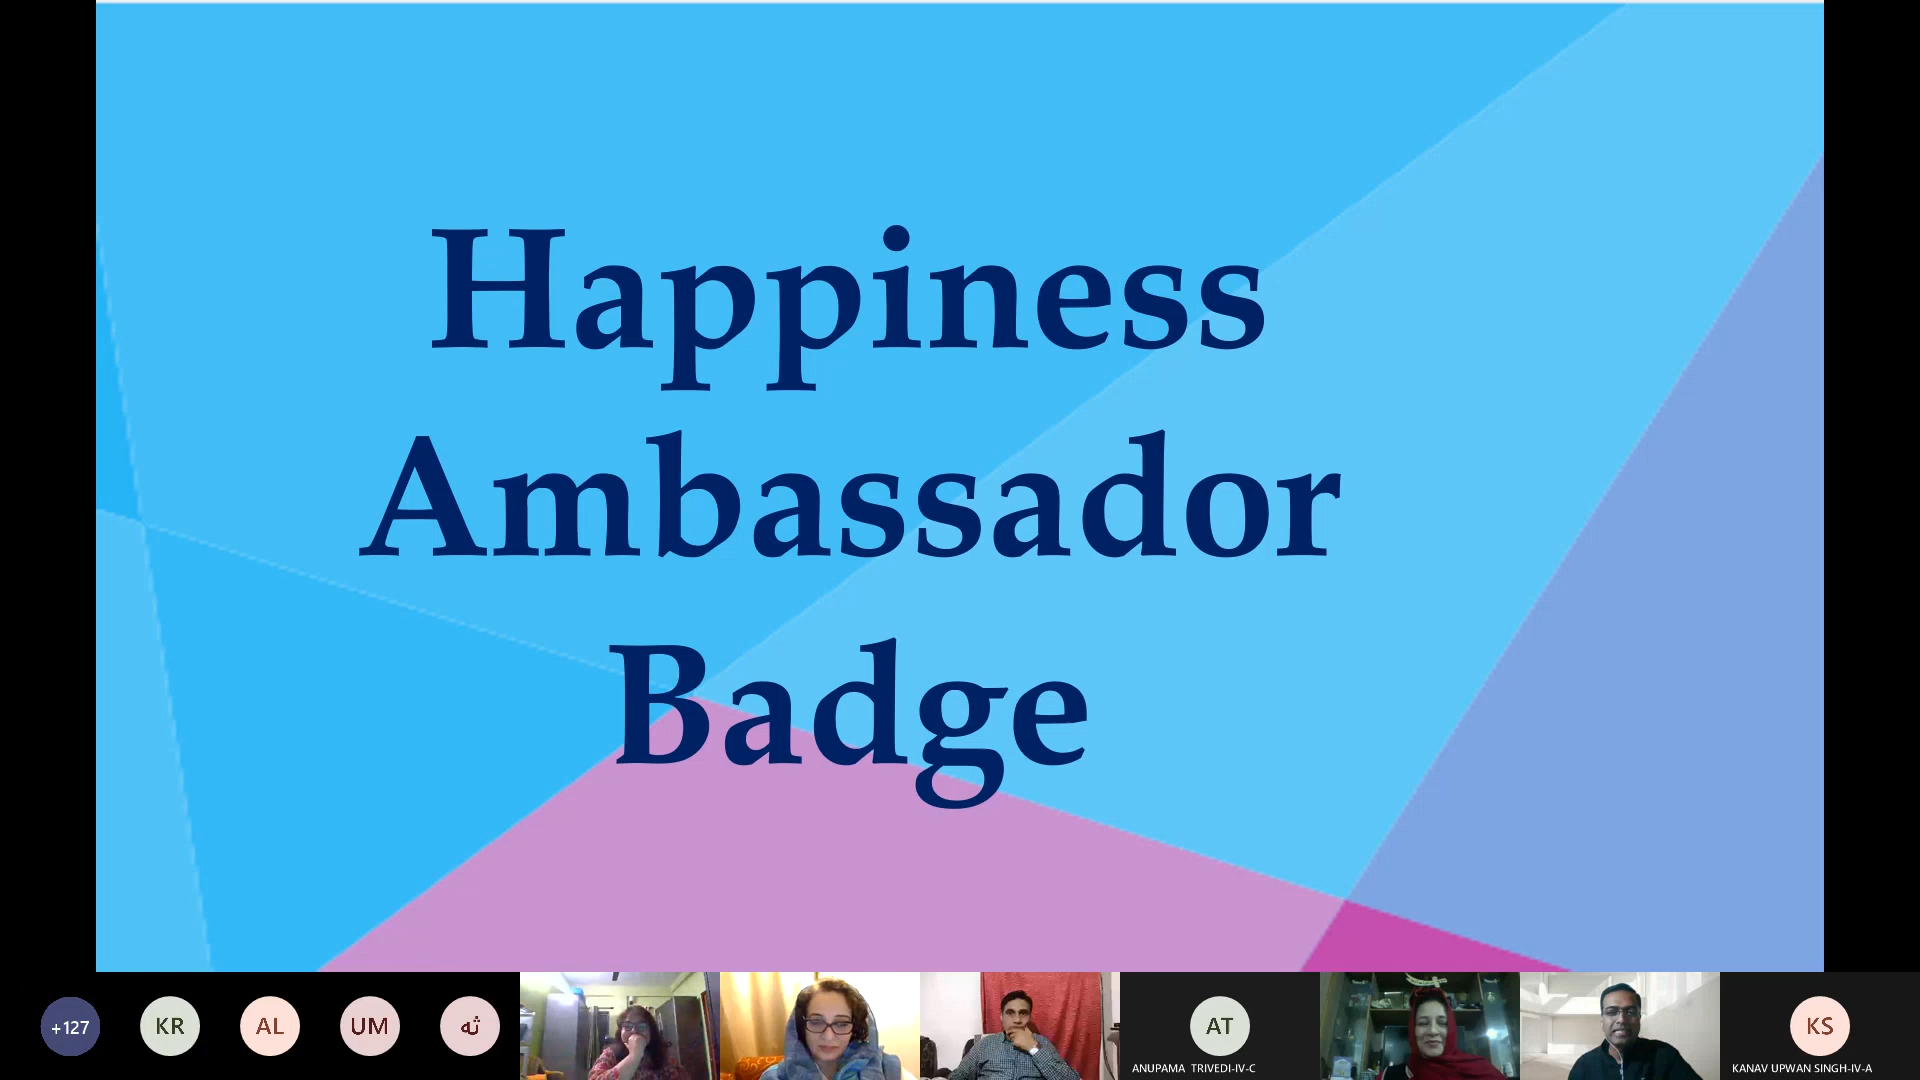 Happiness
Ambassador
Badge
+127
KR
AL
UM
ثه
AT
ANUPAMA TRIVEDI-IV-C
KS
KANAV UPWAN SINGH-IV-A